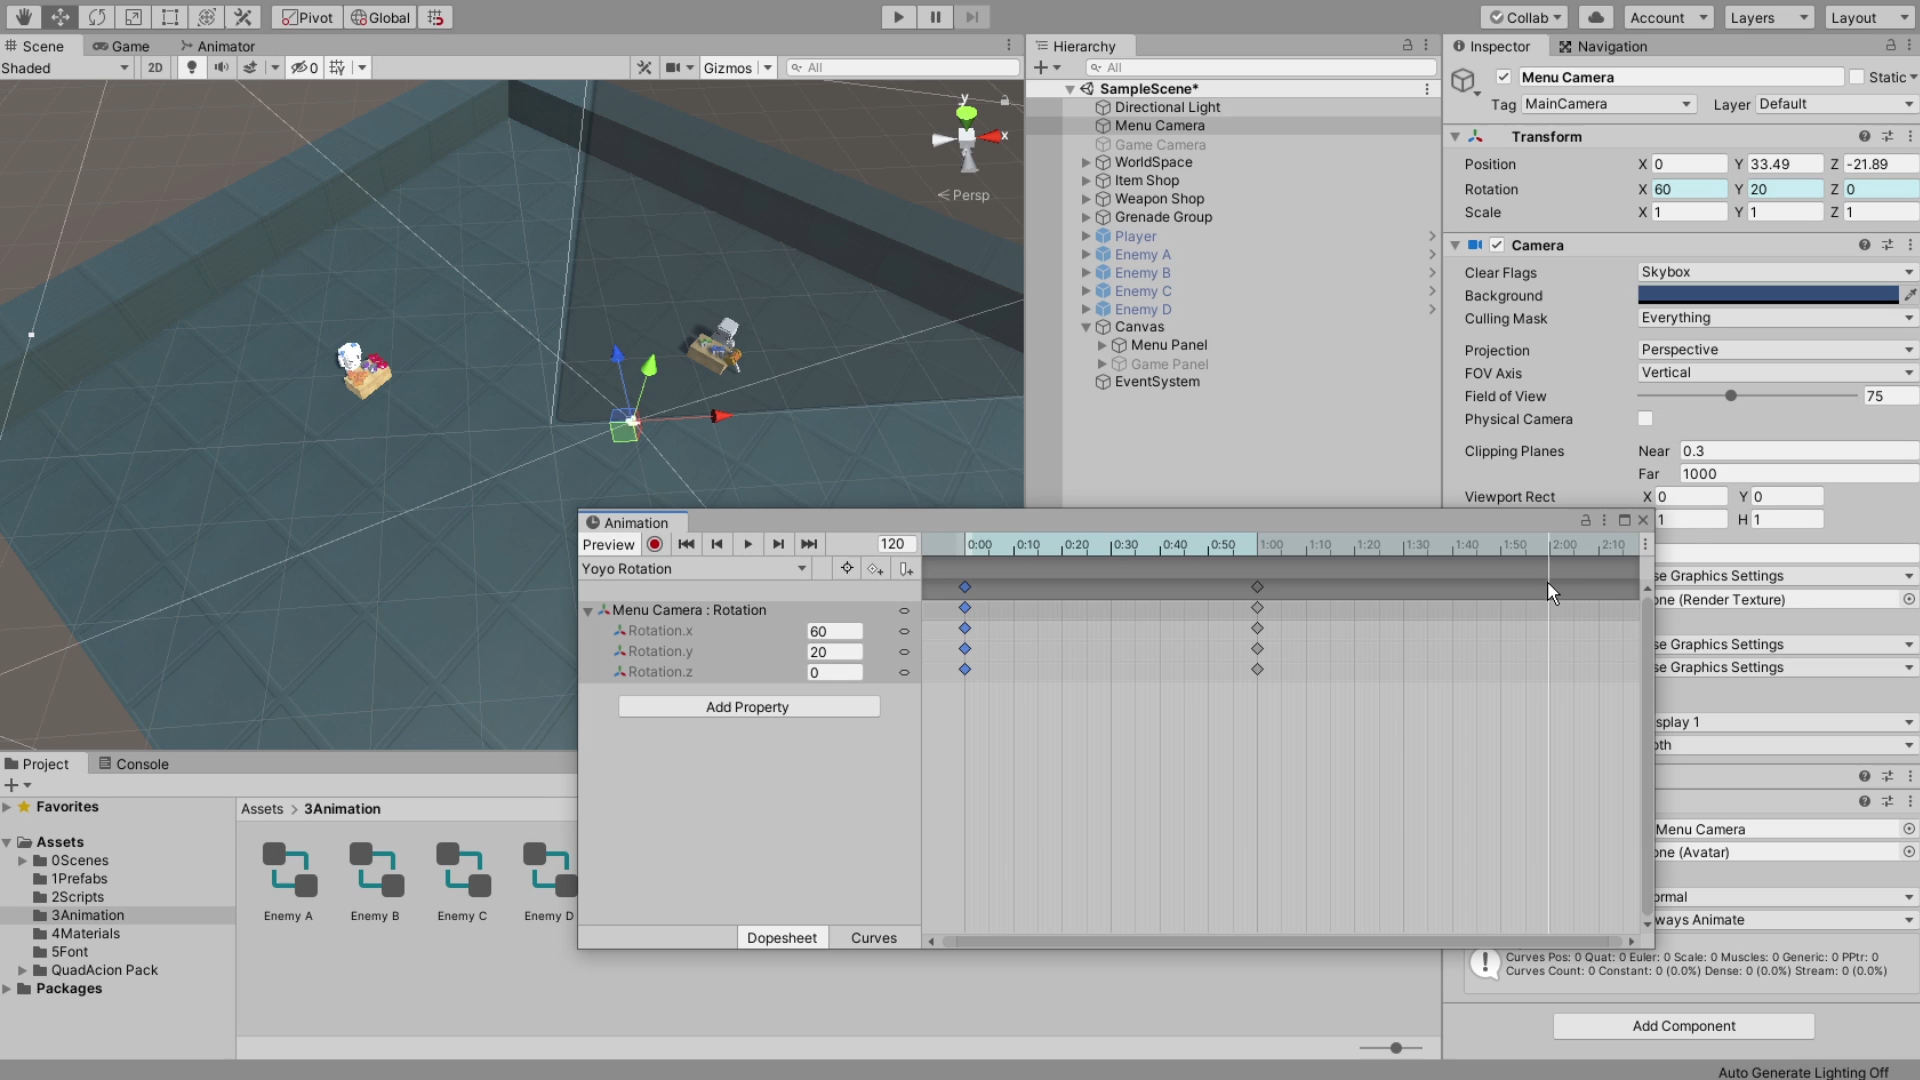 Pivot Global Collab Account Layers Layout
Scene Game Animator
Shaded 2D 0 Gizmos All
y
x
Persp
Hierarchy
All
SampleScene*
Directional Light
Menu Camera
Game Camera
WorldSpace
Item Shop
Weapon Shop
Grenade Group
Player
Enemy A
Enemy B
Enemy C
Enemy D
Canvas
Menu Panel
Game Panel
EventSystem
Inspector Navigation
Menu Camera Static
Tag MainCamera Layer Default
Transform
Position X 0 Y 33.49 Z -21.89
Rotation X 60 Y 20 Z 0
Scale X 1 Y 1 Z 1
Camera
Clear Flags Skybox
Background
Culling Mask Everything
Projection Perspective
FOV Axis Vertical
Field of View 75
Physical Camera
Clipping Planes Near 0.3
Far 1000
Viewport Rect X 0 Y 0
1 H 1
se Graphics Settings
one (Render Texture)
se Graphics Settings
se Graphics Settings
splay 1
oth
Menu Camera
one (Avatar)
ormal
ways Animate
Curves Pos: 0 Quat: 0 Euler: 0 Scale: 0 Muscles: 0 Generic: 0 PPtr: 0
Curves Count: 0 Constant: 0 (0.0%) Dense: 0 (0.0%) Stream: 0 (0.0%)
Add Component
Animation
Preview 120 0:00 0:10 0:20 0:30 0:40 0:50 1:00 1:10 1:20 1:30 1:40 1:50 2:00 2:10
Yoyo Rotation
Menu Camera : Rotation
Rotation.x 60
Rotation.y 20
Rotation.z 0
Add Property
Dopesheet Curves
Project Console
Favorites
Assets
0Scenes
1Prefabs
2Scripts
3Animation
4Materials
5Font
QuadAcion Pack
Packages
Assets > 3Animation
Enemy A Enemy B Enemy C Enemy D
Auto Generate Lighting Off